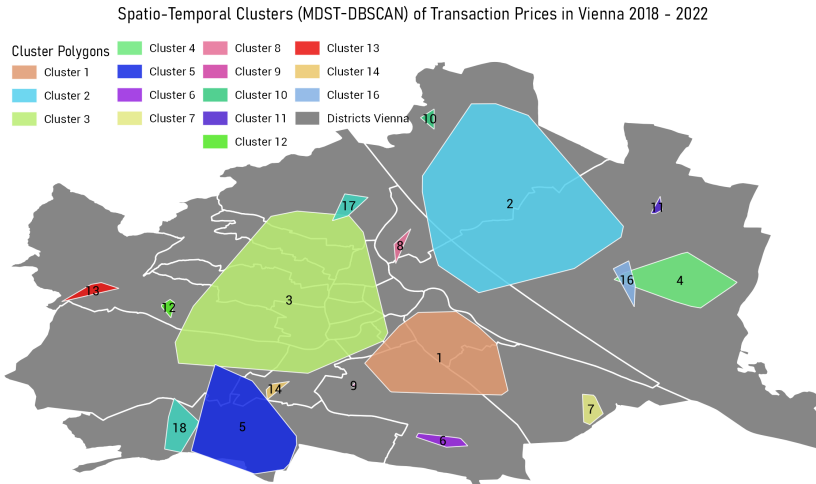 Spatio-Temporal Clusters (MDST-DBSCAN) of Transaction Prices in Vienna 2018 - 2022
Cluster Polygons
Cluster 1
Cluster 2
Cluster 3
Cluster 4
Cluster 5
Cluster 6
Cluster 7
Cluster 8
Cluster 9
Cluster 10
Cluster 11
Cluster 12
Cluster 13
Cluster 14
Cluster 16
Districts Vienna
10
2
11
17
8
16
4
13
12
3
1
14
9
7
18
5
6